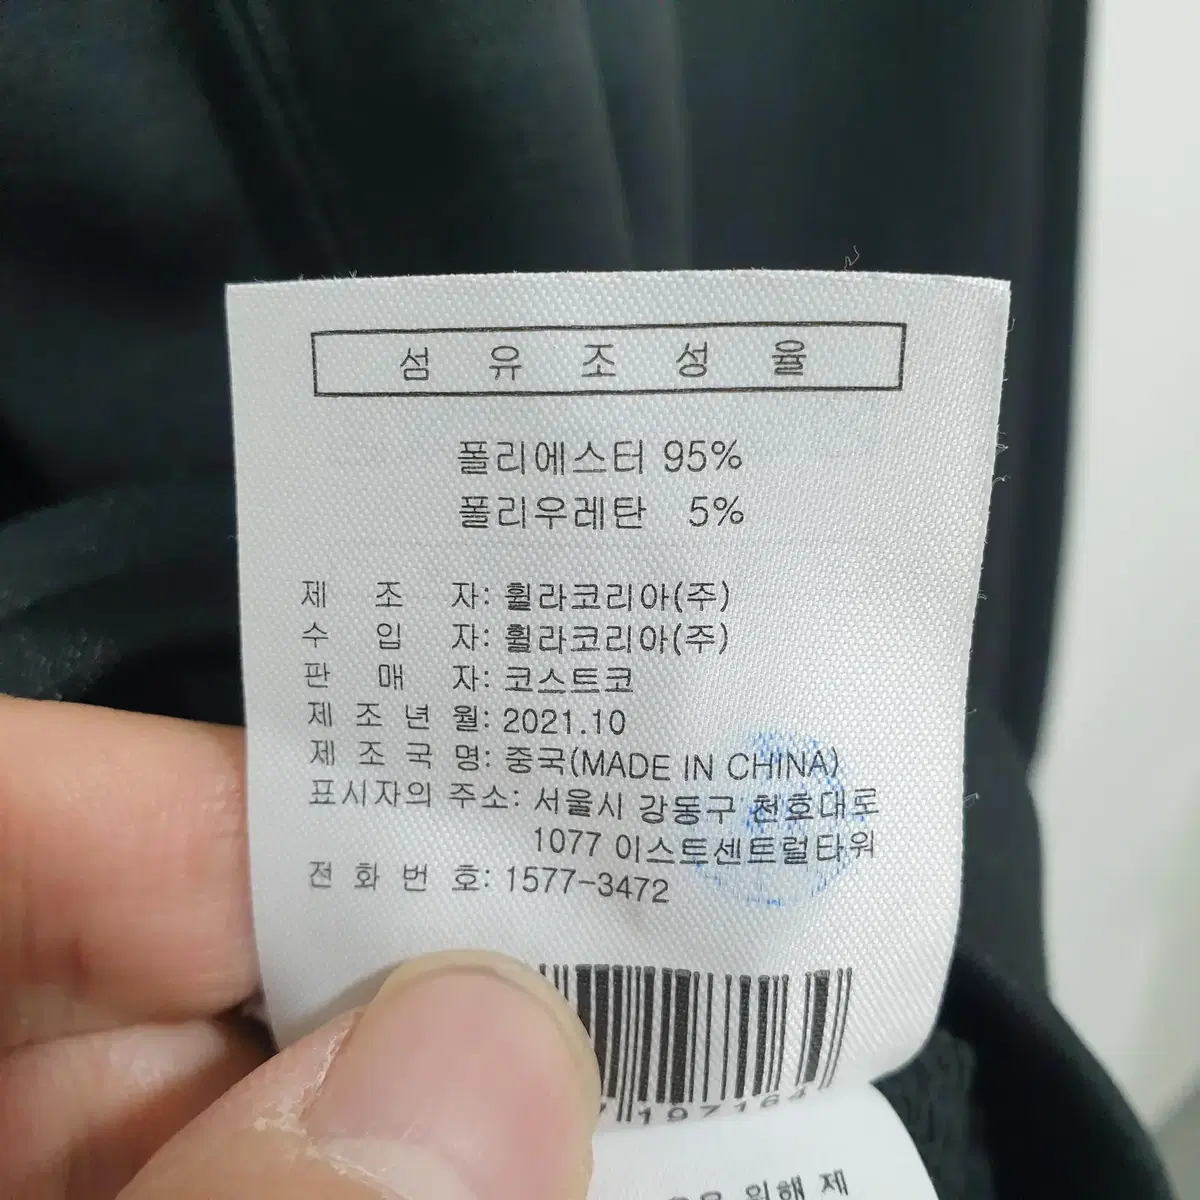 섬 유 조 성 율
폴리에스터 95%
폴리우레탄 5%
제 조 자: 휠라코리아(주)
수 입 자: 휠라코리아(주)
판 매 자: 코스트코
제 조 년 월: 2021.10
제 조 국 명: 중국(MADE IN CHINA)
표시자의 주소: 서울시 강동구 천호대로
1077 이스트센트럴타워
전 화 번 호: 1577-3472
197164
위해 제